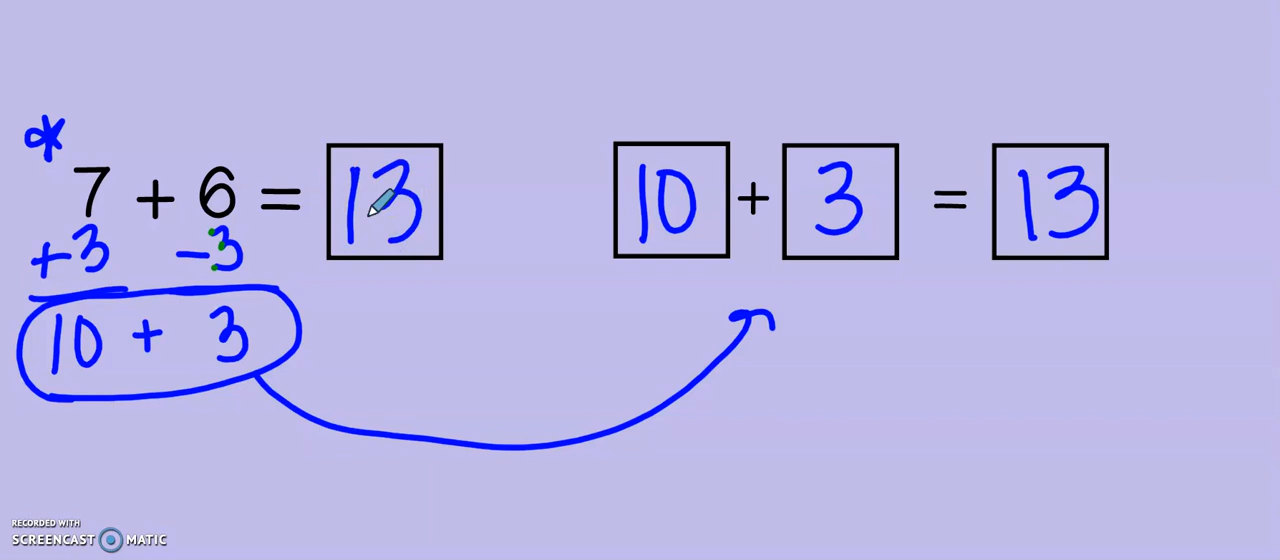 *
7 + 6 = 13
10 + 3 = 13
+3 -3
10 + 3
RECORDED WITH
SCREENCAST MATIC